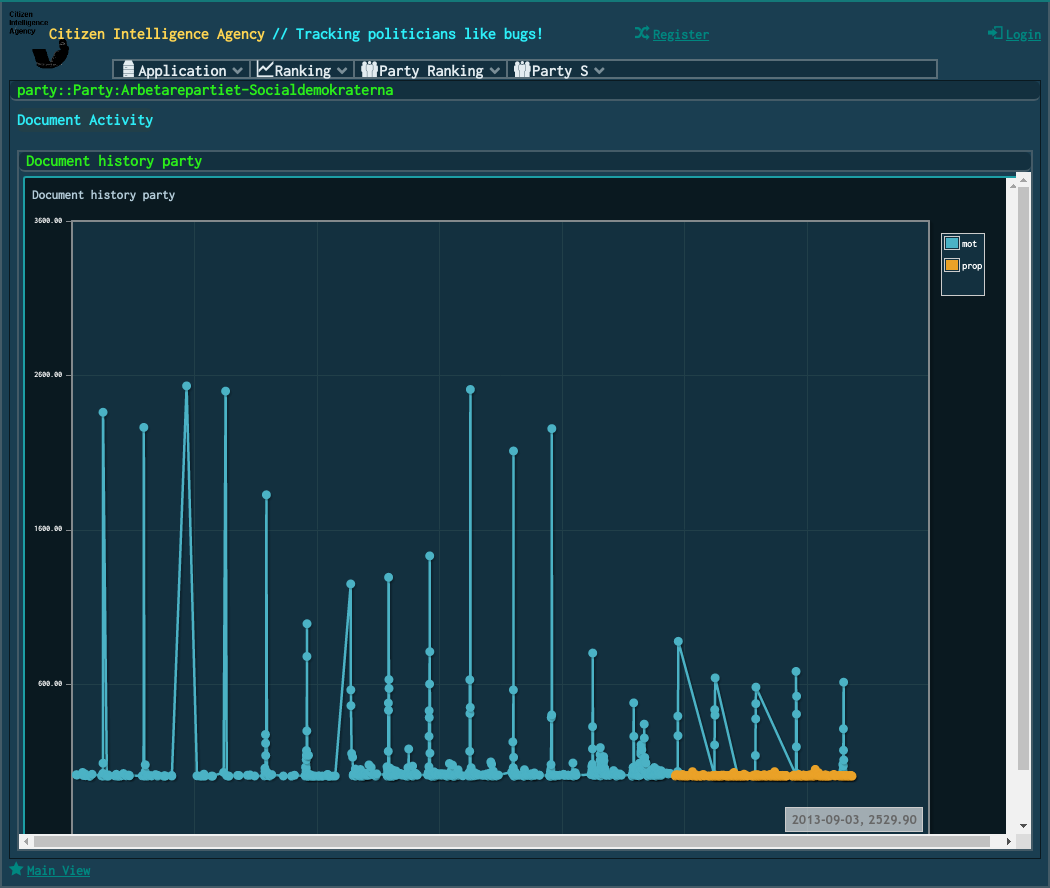 Citizen
Intelligence
Agency
Citizen Intelligence Agency // Tracking politicians like bugs!
Register
Login
Application
Ranking
Party Ranking
Party S
party::Party:Arbetarepartiet-Socialdemokraterna
Document Activity
Document history party
Document history party
3600.00
2600.00
1600.00
600.00
mot
prop
2013-09-03, 2529.90
Main View